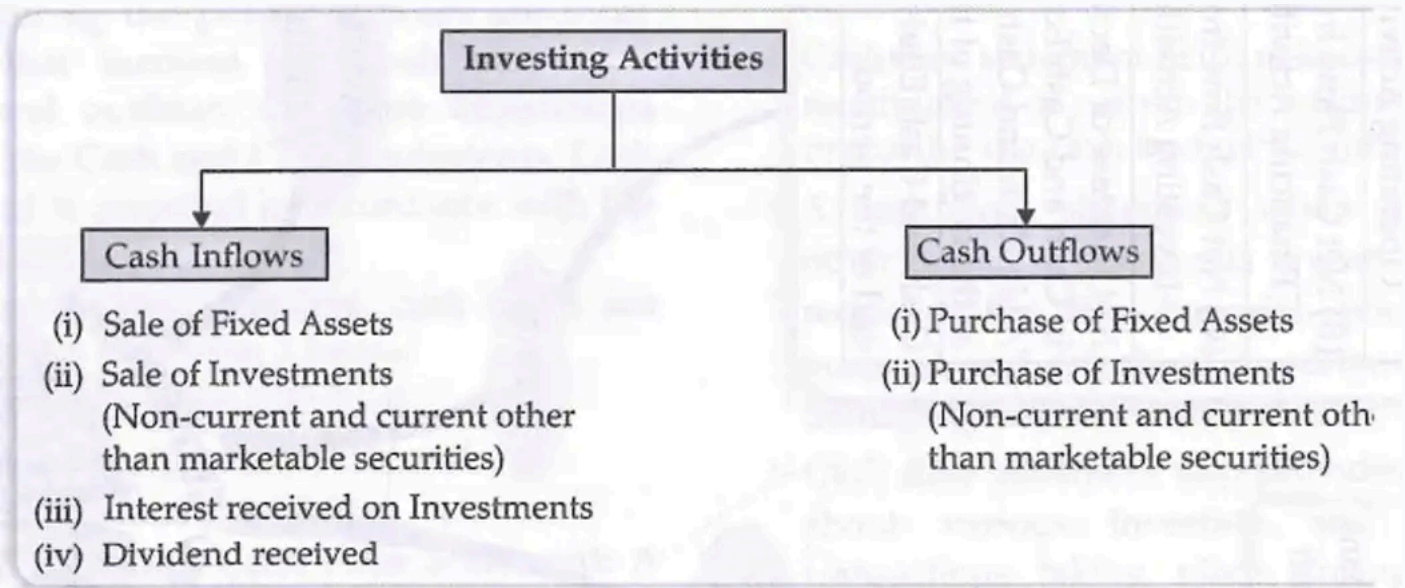 Investing Activities
Cash Inflows
(i) Sale of Fixed Assets
(ii) Sale of Investments
(Non-current and current other
than marketable securities)
(iii) Interest received on Investments
(iv) Dividend received
Cash Outflows
(i) Purchase of Fixed Assets
(ii) Purchase of Investments
(Non-current and current
than marketable securities)